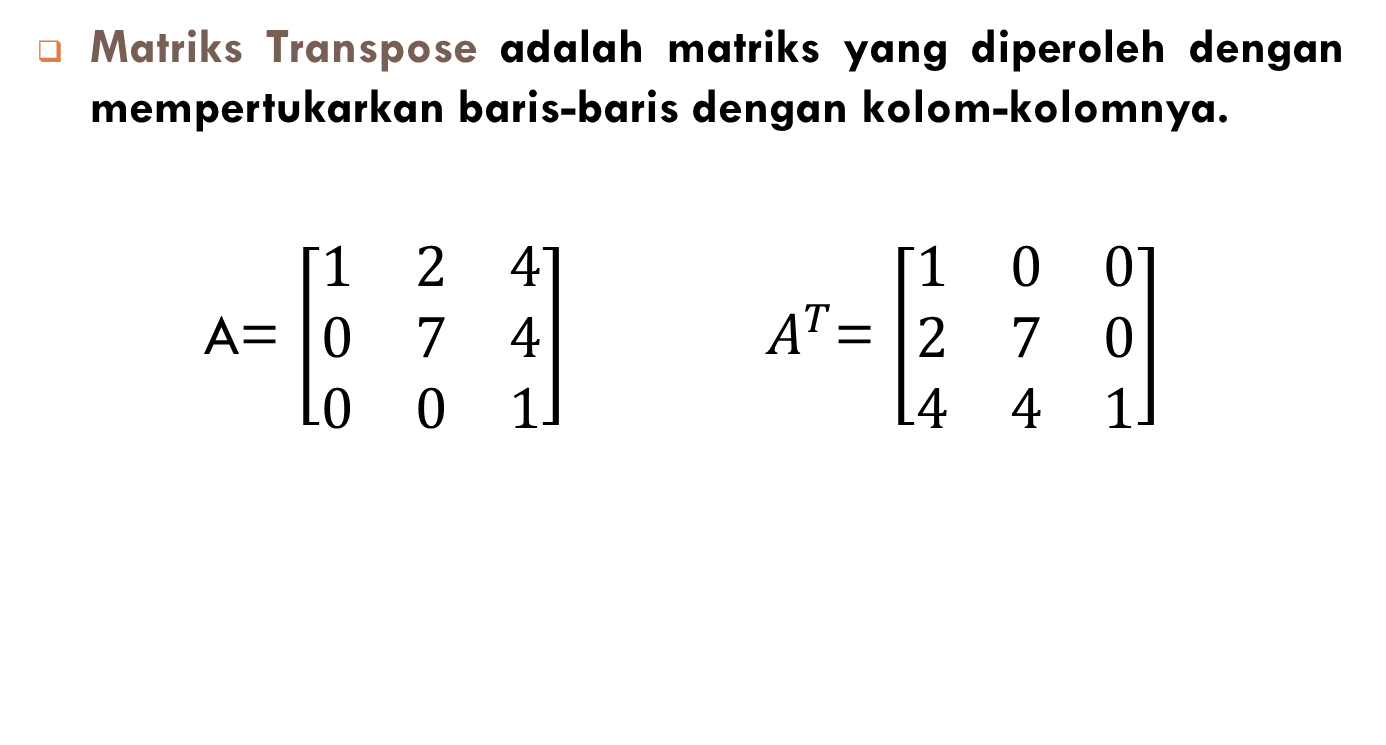 ❑ Matriks Transpose adalah matriks yang diperoleh dengan
mempertukarkan baris-baris dengan kolom-kolomnya.
A= [1 2 4] Aᵀ= [1 0 0]
[0 7 4] [2 7 0]
[0 0 1] [4 4 1]